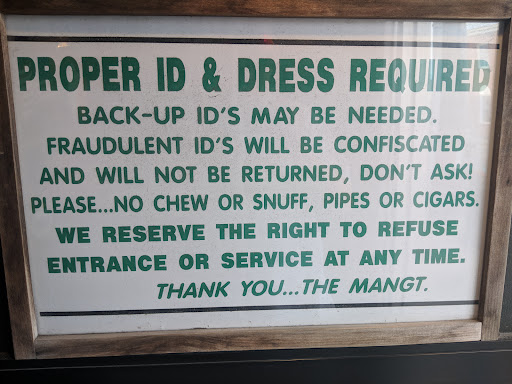 PROPER ID & DRESS REQUIRED
BACK-UP ID'S MAY BE NEEDED.
FRAUDULENT ID'S WILL BE CONFISCATED
AND WILL NOT BE RETURNED, DON'T ASK!
PLEASE...NO CHEW OR SNUFF, PIPES OR CIGARS.
WE RESERVE THE RIGHT TO REFUSE
ENTRANCE OR SERVICE AT ANY TIME.
THANK YOU...THE MANGT.